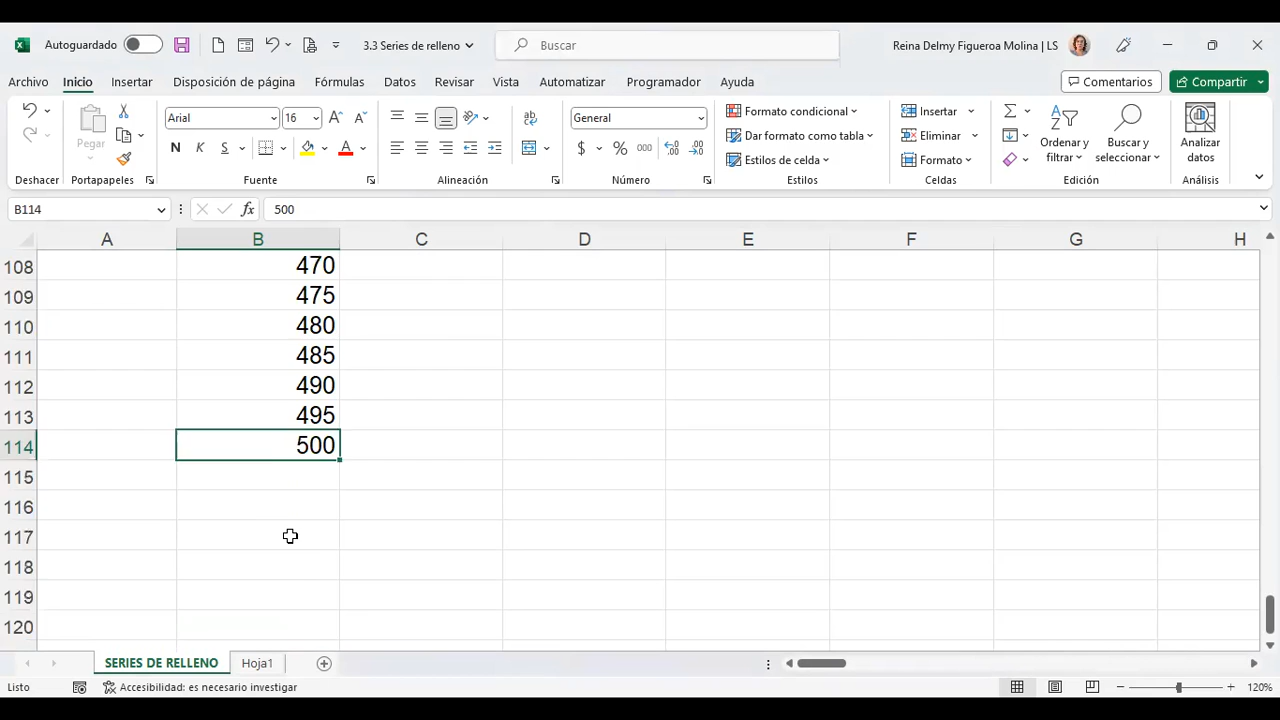 Autoguardado 3.3 Series de relleno Buscar Reina Delmy Figueroa Molina | LS
Archivo Inicio Insertar Disposición de página Fórmulas Datos Revisar Vista Automatizar Programador Ayuda Comentarios Compartir
Pegar
Arial 16
N K S A
ab
General
$ % 000
Formato condicional
Dar formato como tabla
Estilos de celda
Insertar
Eliminar
Formato
Ordenar y filtrar
Buscar y seleccionar
Analizar datos
Deshacer Portapapeles Fuente Alineación Número Estilos Celdas Edición Análisis
B114 fx 500
A B C D E F G H
108 470
109 475
110 480
111 485
112 490
113 495
114 500
115
116
117
118
119
120
SERIES DE RELLENO Hoja1
Listo Accesibilidad: es necesario investigar 120%